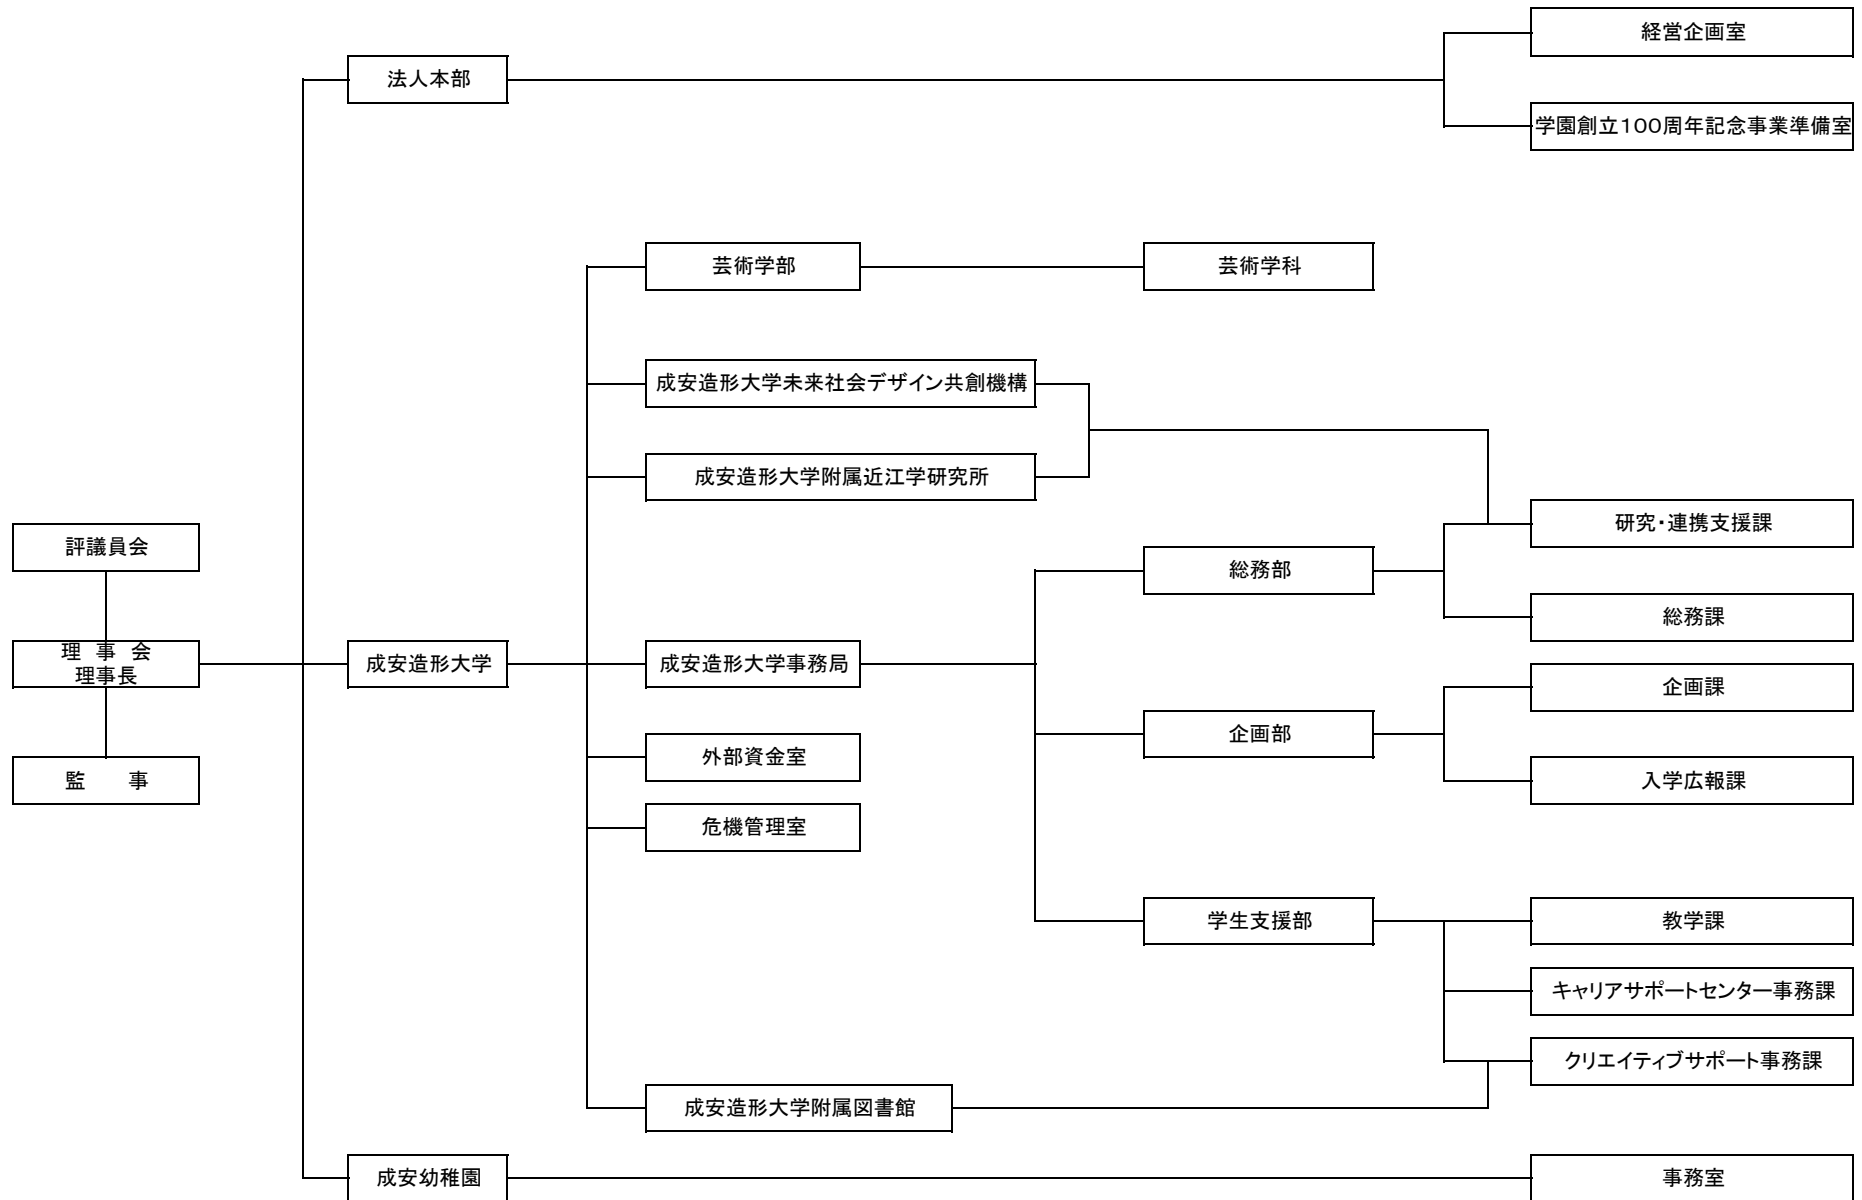 経営企画室
法人本部
学園創立100周年記念事業準備室
芸術学部
芸術学科
成安造形大学未来社会デザイン共創機構
成安造形大学附属近江学研究所
研究・連携支援課
評議員会
総務部
総務課
理 事 会
理事長
成安造形大学
成安造形大学事務局
企画課
企画部
外部資金室
監 事
入学広報課
危機管理室
学生支援部
教学課
キャリアサポートセンター事務課
クリエイティブサポート事務課
成安造形大学附属図書館
成安幼稚園
事務室